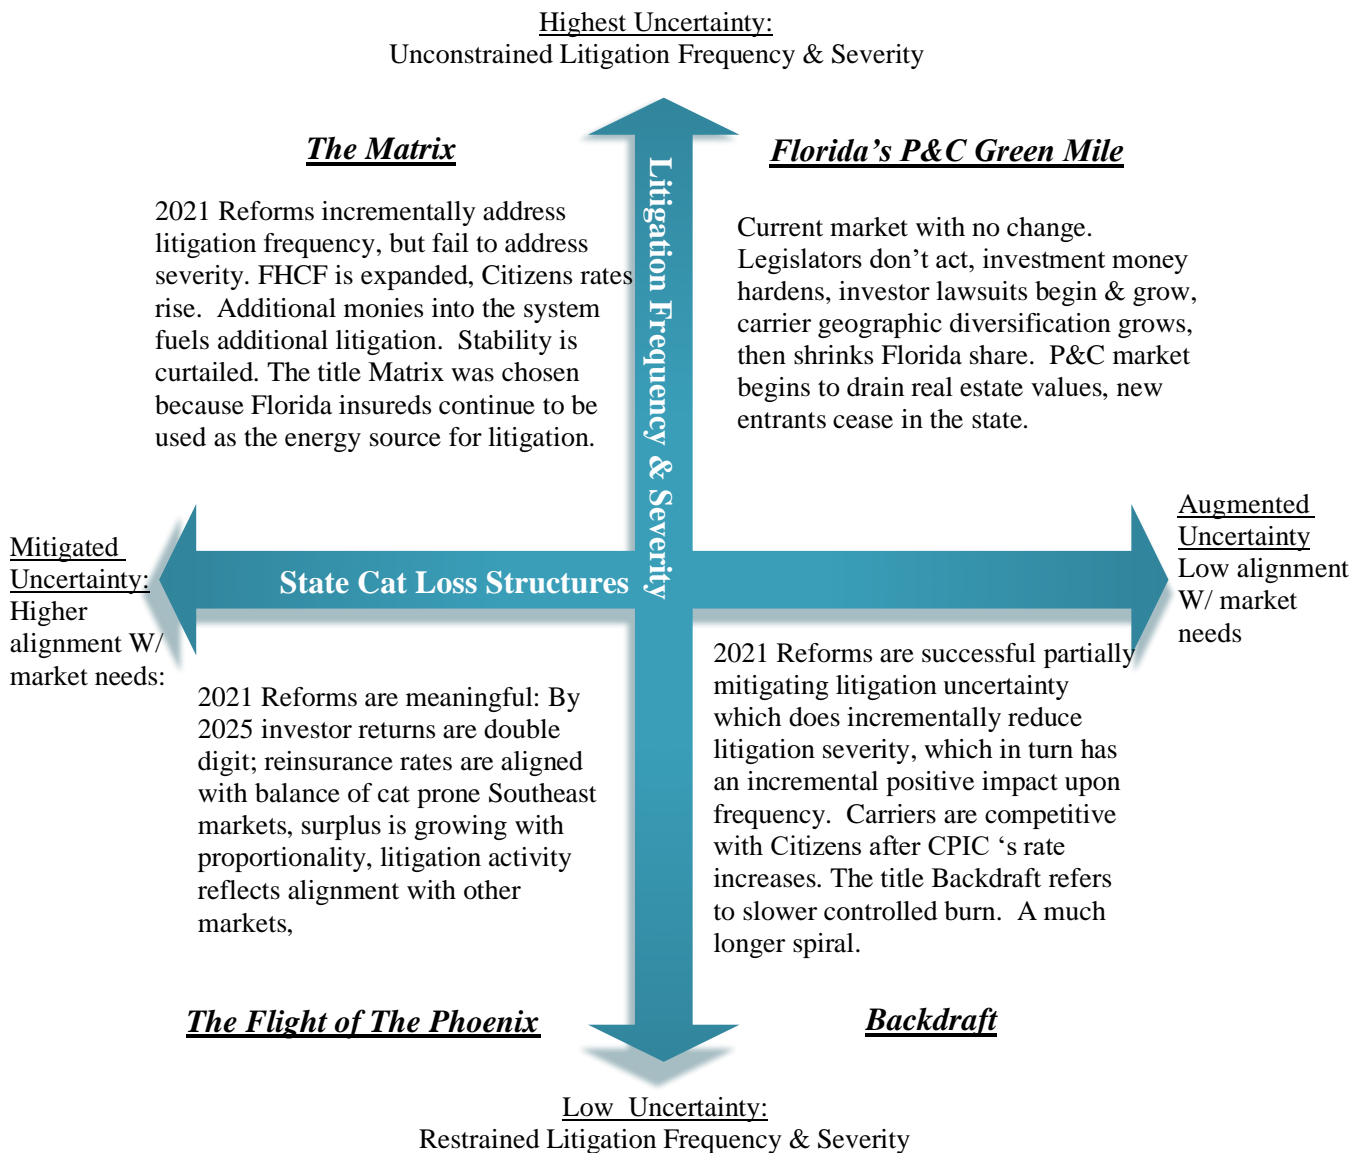 Highest Uncertainty:
Unconstrained Litigation Frequency & Severity
The Matrix
2021 Reforms incrementally address
litigation frequency, but fail to address
severity. FHCF is expanded, Citizens rates
rise.  Additional monies into the system
fuels additional litigation.  Stability is
curtailed. The title Matrix was chosen
because Florida insureds continue to be
used as the energy source for litigation.
Florida's P&C Green Mile
Current market with no change.
Legislators don't act, investment money
hardens, investor lawsuits begin & grow,
carrier geographic diversification grows,
then shrinks Florida share.  P&C market
begins to drain real estate values, new
entrants cease in the state.
Litigation Frequency & Severity
Mitigated
Uncertainty:
Higher
alignment W/
market needs:
State Cat Loss Structures
Augmented
Uncertainty
Low alignment
W/ market
needs
2021 Reforms are meaningful: By
2025 investor returns are double
digit; reinsurance rates are aligned
with balance of cat prone Southeast
markets, surplus is growing with
proportionality, litigation activity
reflects alignment with other
markets,
The Flight of The Phoenix
2021 Reforms are successful partially
mitigating litigation uncertainty
which does incrementally reduce
litigation severity, which in turn has
an incremental positive impact upon
frequency.  Carriers are competitive
with Citizens after CPIC ‘s rate
increases. The title Backdraft refers
to slower controlled burn.  A much
longer spiral.
Backdraft
Low  Uncertainty:
Restrained Litigation Frequency & Severity